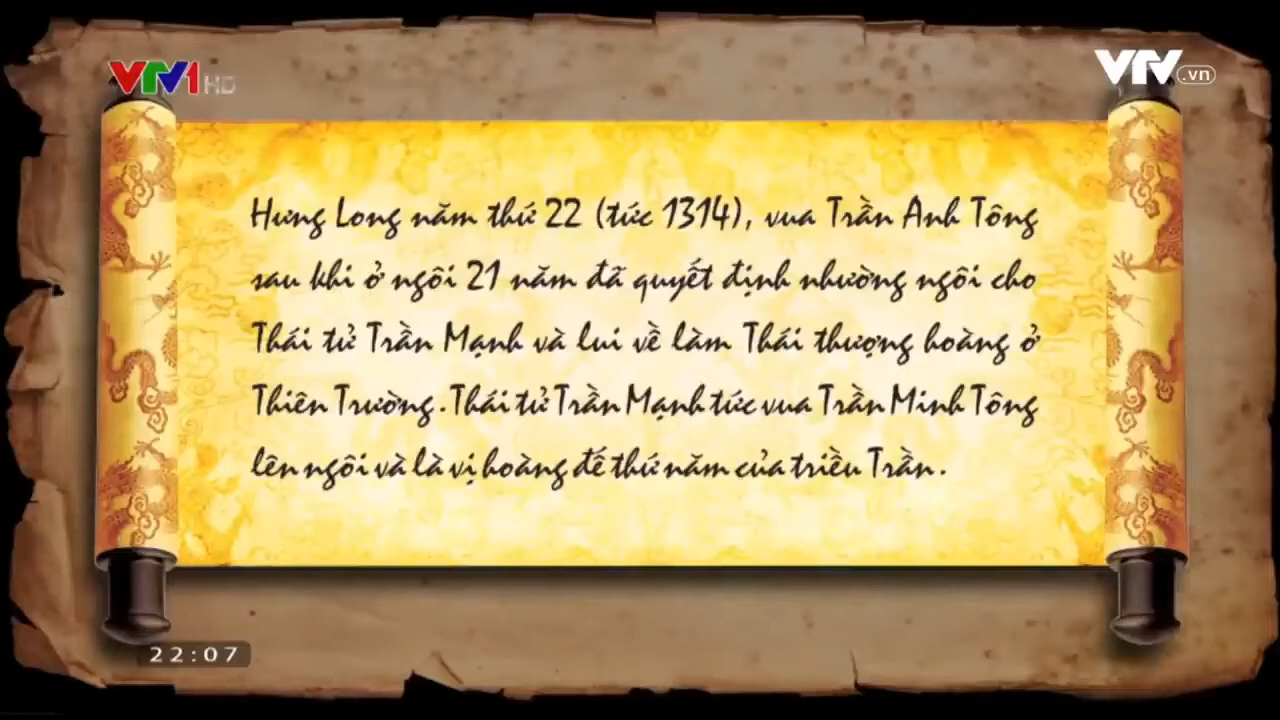 VTV1 HD
VTV.vn
Hưng Long năm thứ 22 (tức 1314), vua Trần Anh Tông
sau khi ở ngôi 21 năm đã quyết định nhường ngôi cho
Thái tử Trần Mạnh và lui về làm Thái thượng hoàng ở
Thiên Trường. Thái tử Trần Mạnh tức vua Trần Minh Tông
lên ngôi và là vị hoàng đế thứ năm của triều Trần.
22:07